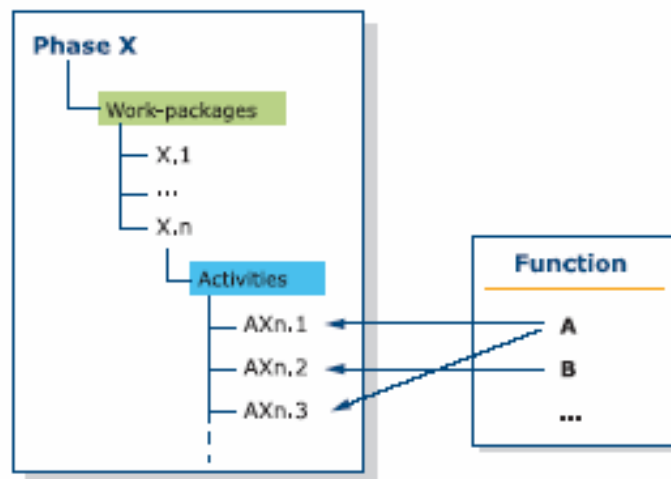 Phase X
Work-packages
X.1
...
X.n
Activities
AXn.1
AXn.2
AXn.3
Function
A
B
...